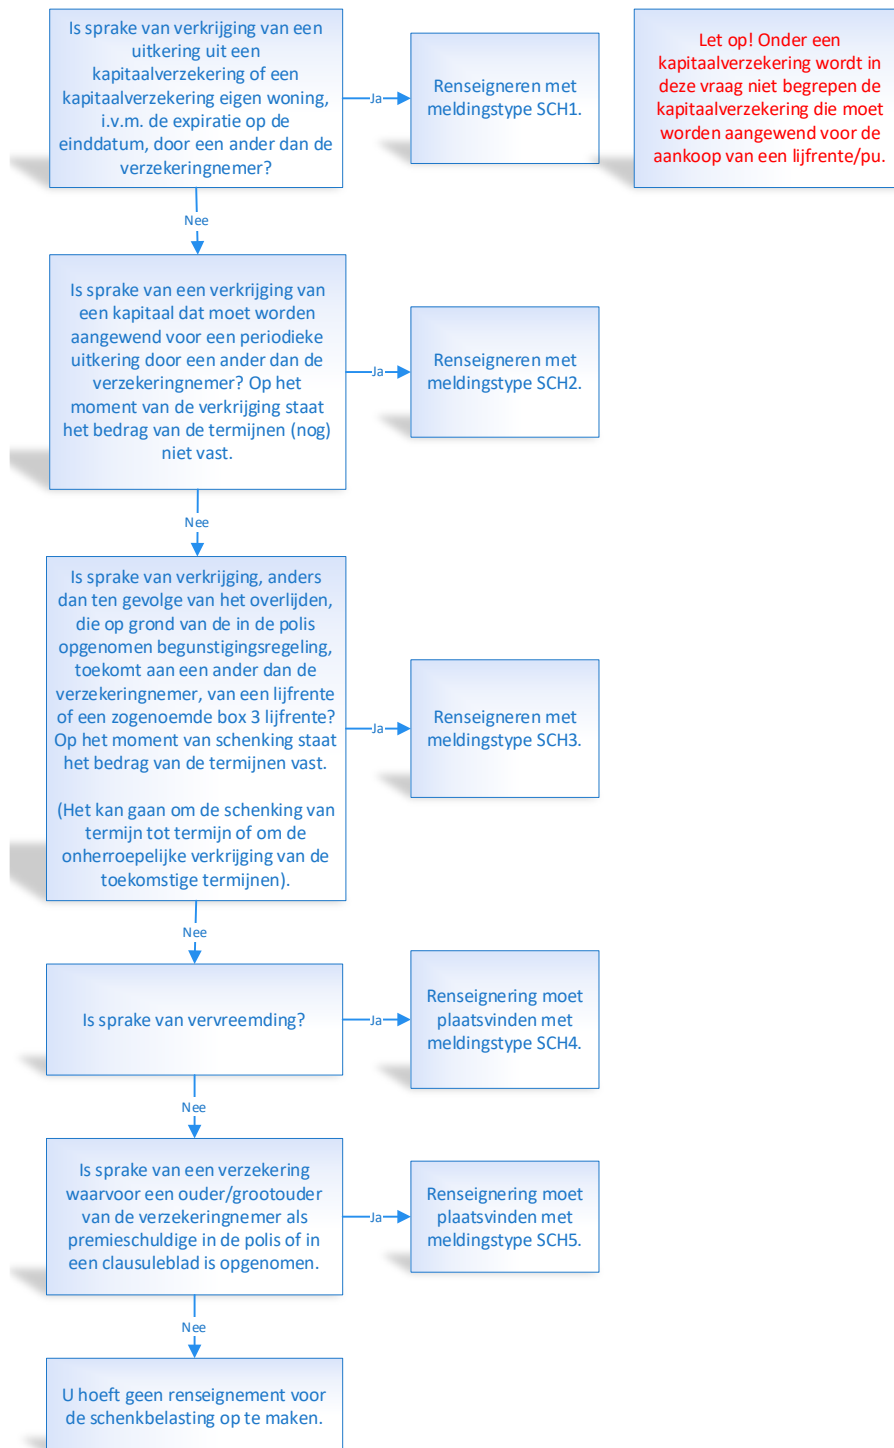 Is sprake van verkrijging van een
uitkering uit een
kapitaalverzekering of een
kapitaalverzekering eigen woning,
i.v.m. de expiratie op de
einddatum, door een ander dan de
verzekeringnemer?
Ja
Renseigneren met
meldingstype SCH1.
Let op! Onder een
kapitaalverzekering wordt in
deze vraag niet begrepen de
kapitaalverzekering die moet
worden aangewend voor de
aankoop van een lijfrente/pu.
Nee
Is sprake van een verkrijging van
een kapitaal dat moet worden
aangewend voor een periodieke
uitkering door een ander dan de
verzekeringnemer? Op het
moment van de verkrijging staat
het bedrag van de termijnen (nog)
niet vast.
Ja
Renseigneren met
meldingstype SCH2.
Nee
Is sprake van verkrijging, anders
dan ten gevolge van het overlijden,
die op grond van de in de polis
opgenomen begunstigingsregeling,
toekomt aan een ander dan de
verzekeringnemer, van een lijfrente
of een zogenoemde box 3 lijfrente?
Op het moment van schenking staat
het bedrag van de termijnen vast.
(Het kan gaan om de schenking van
termijn tot termijn of om de
onherroepelijke verkrijging van de
toekomstige termijnen).
Ja
Renseigneren met
meldingstype SCH3.
Nee
Is sprake van vervreemding?
Ja
Renseignering moet
plaatsvinden met
meldingstype SCH4.
Nee
Is sprake van een verzekering
waarvoor een ouder/grootouder
van de verzekeringnemer als
premieschuldige in de polis of in
een clausuleblad is opgenomen.
Ja
Renseignering moet
plaatsvinden met
meldingstype SCH5.
Nee
U hoeft geen renseignement voor
de schenkbelasting op te maken.